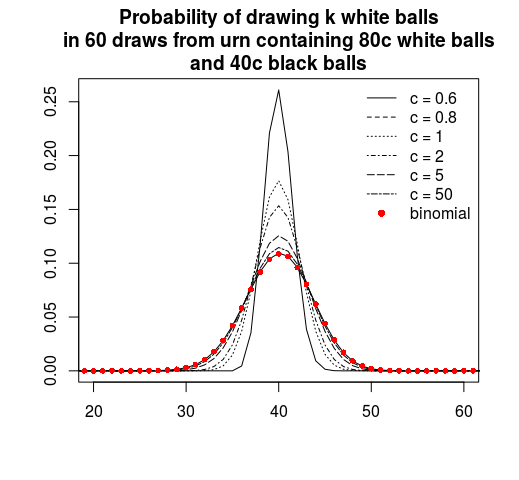 Probability of drawing k white balls
in 60 draws from urn containing 80c white balls
and 40c black balls
c = 0.6
c = 0.8
c = 1
c = 2
c = 5
c = 50
binomial
0.25
0.20
0.15
0.10
0.05
0.00
20 30 40 50 60